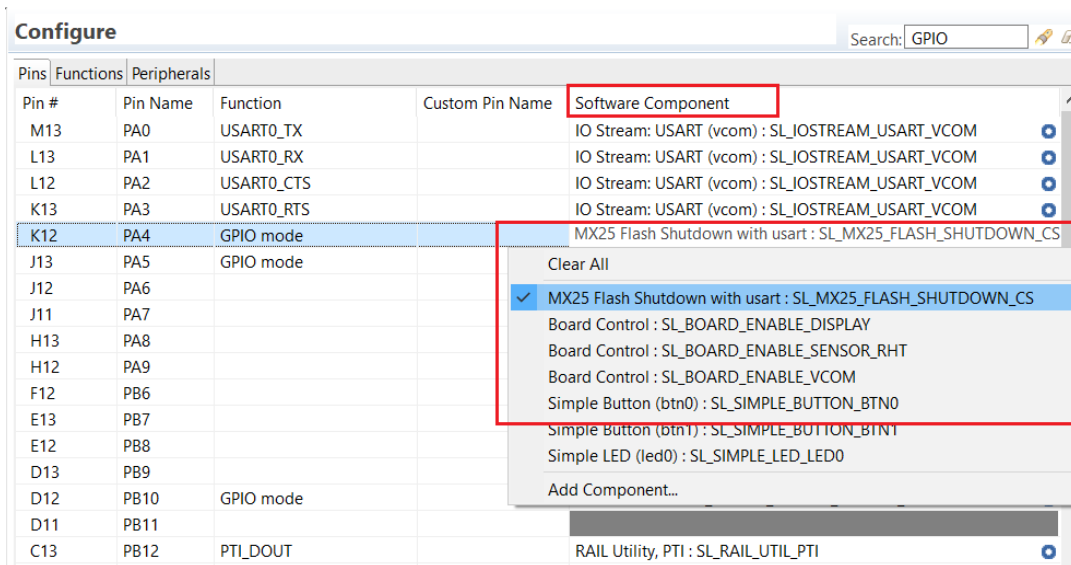 Configure
Search: GPIO
Pins Functions Peripherals
Pin # Pin Name Function Custom Pin Name Software Component
M13 PA0 USART0_TX IO Stream: USART (vcom) : SL_IOSTREAM_USART_VCOM
L13 PA1 USART0_RX IO Stream: USART (vcom) : SL_IOSTREAM_USART_VCOM
L12 PA2 USART0_CTS IO Stream: USART (vcom) : SL_IOSTREAM_USART_VCOM
K13 PA3 USART0_RTS IO Stream: USART (vcom) : SL_IOSTREAM_USART_VCOM
K12 PA4 GPIO mode MX25 Flash Shutdown with usart : SL_MX25_FLASH_SHUTDOWN_CS
J13 PA5 GPIO mode
J12 PA6
J11 PA7
H13 PA8
H12 PA9
F12 PB6
E13 PB7
E12 PB8
D13 PB9
D12 PB10 GPIO mode
D11 PB11
C13 PB12 PTI_DOUT RAIL Utility, PTI : SL_RAIL_UTIL_PTI
Clear All
MX25 Flash Shutdown with usart : SL_MX25_FLASH_SHUTDOWN_CS
Board Control : SL_BOARD_ENABLE_DISPLAY
Board Control : SL_BOARD_ENABLE_SENSOR_RHT
Board Control : SL_BOARD_ENABLE_VCOM
Simple Button (btn0) : SL_SIMPLE_BUTTON_BTN0
Simple Button (btn1) : SL_SIMPLE_BUTTON_BTN1
Simple LED (led0) : SL_SIMPLE_LED_LED0
Add Component...